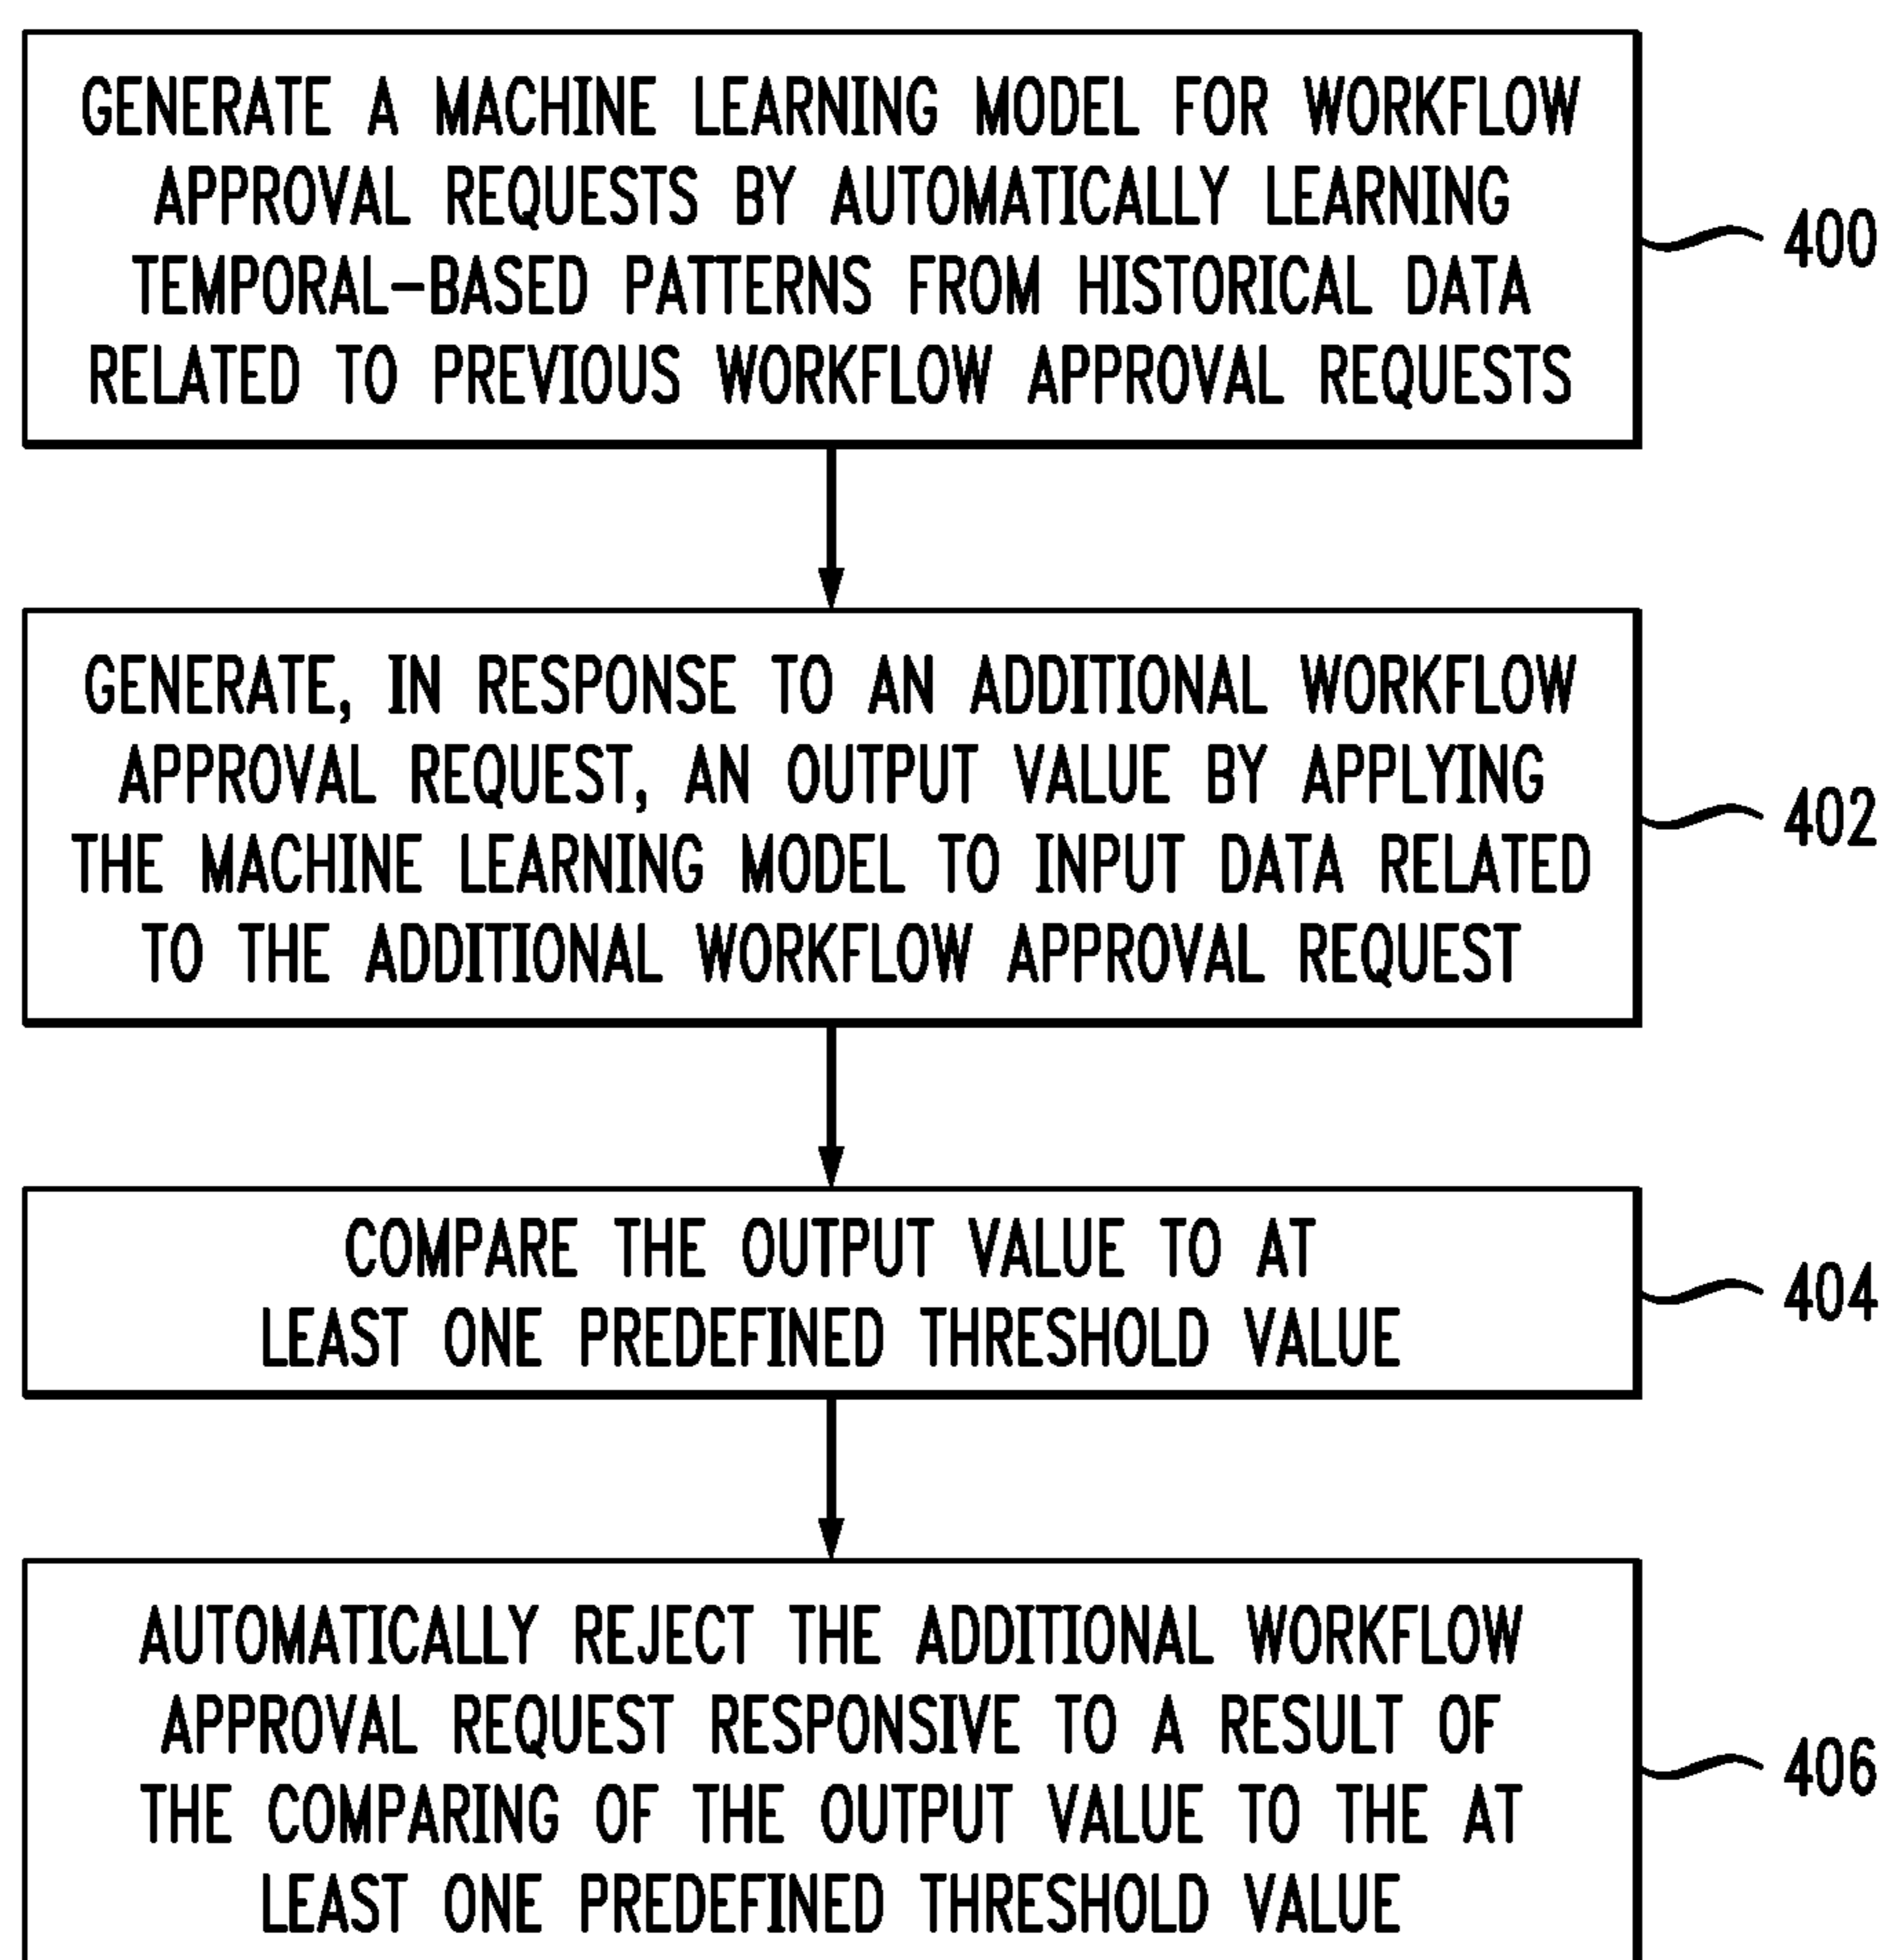 GENERATE A MACHINE LEARNING MODEL FOR WORKFLOW
APPROVAL REQUESTS BY AUTOMATICALLY LEARNING
TEMPORAL-BASED PATTERNS FROM HISTORICAL DATA
RELATED TO PREVIOUS WORKFLOW APPROVAL REQUESTS
400
GENERATE, IN RESPONSE TO AN ADDITIONAL WORKFLOW
APPROVAL REQUEST, AN OUTPUT VALUE BY APPLYING
THE MACHINE LEARNING MODEL TO INPUT DATA RELATED
TO THE ADDITIONAL WORKFLOW APPROVAL REQUEST
402
COMPARE THE OUTPUT VALUE TO AT
LEAST ONE PREDEFINED THRESHOLD VALUE
404
AUTOMATICALLY REJECT THE ADDITIONAL WORKFLOW
APPROVAL REQUEST RESPONSIVE TO A RESULT OF
THE COMPARING OF THE OUTPUT VALUE TO THE AT
LEAST ONE PREDEFINED THRESHOLD VALUE
406